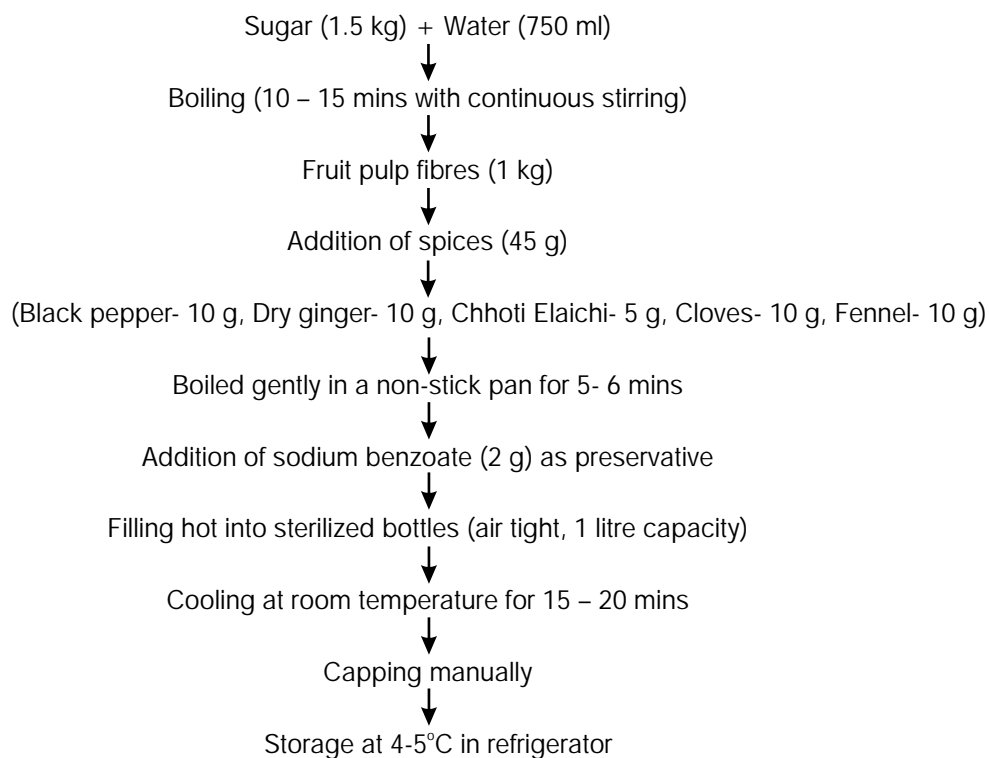 Sugar (1.5 kg) + Water (750 ml)
Boiling (10 – 15 mins with continuous stirring)
Fruit pulp fibres (1 kg)
Addition of spices (45 g)
(Black pepper- 10 g, Dry ginger- 10 g, Chhoti Elaichi- 5 g, Cloves- 10 g, Fennel- 10 g)
Boiled gently in a non-stick pan for 5- 6 mins
Addition of sodium benzoate (2 g) as preservative
Filling hot into sterilized bottles (air tight, 1 litre capacity)
Cooling at room temperature for 15 – 20 mins
Capping manually
Storage at 4-5°C in refrigerator